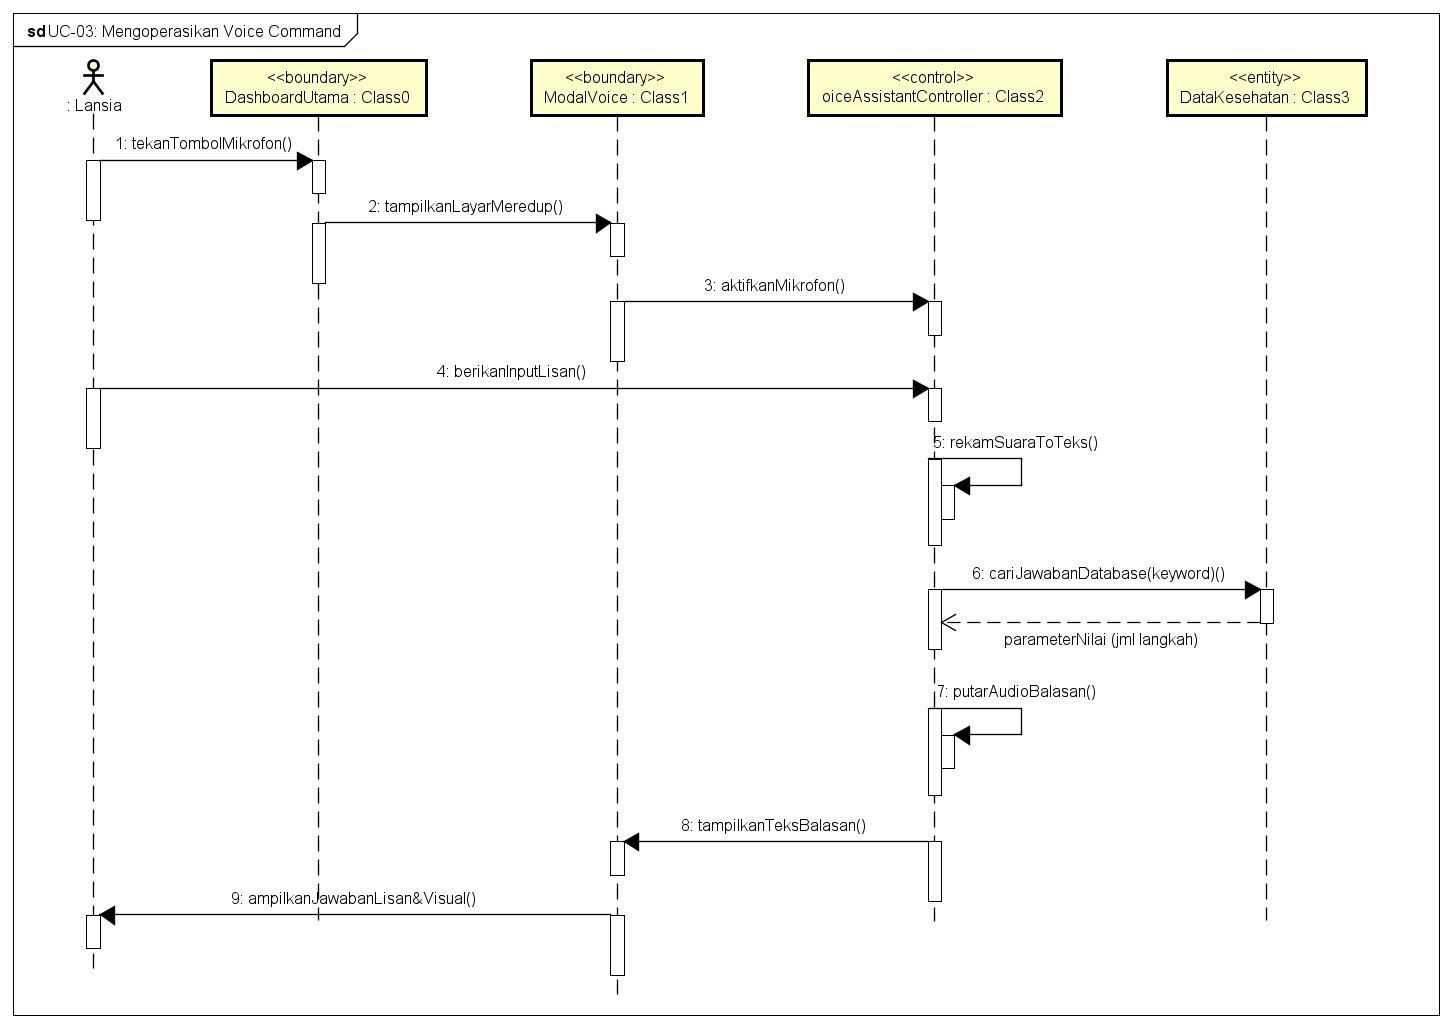 sd UC-03: Mengoperasikan Voice Command
: Lansia
<<boundary>>
DashboardUtama : Class0
<<boundary>>
ModalVoice : Class1
<<control>>
oiceAssistantController : Class2
<<entity>>
DataKesehatan : Class3
1: tekanTombolMikrofon()
2: tampilkanLayarMeredup()
3: aktifkanMikrofon()
4: berikanInputLisan()
5: rekamSuaraToTeks()
6: cariJawabanDatabase(keyword)()
parameterNilai (jml langkah)
7: putarAudioBalasan()
8: tampilkanTeksBalasan()
9: ampilkanJawabanLisan&Visual()